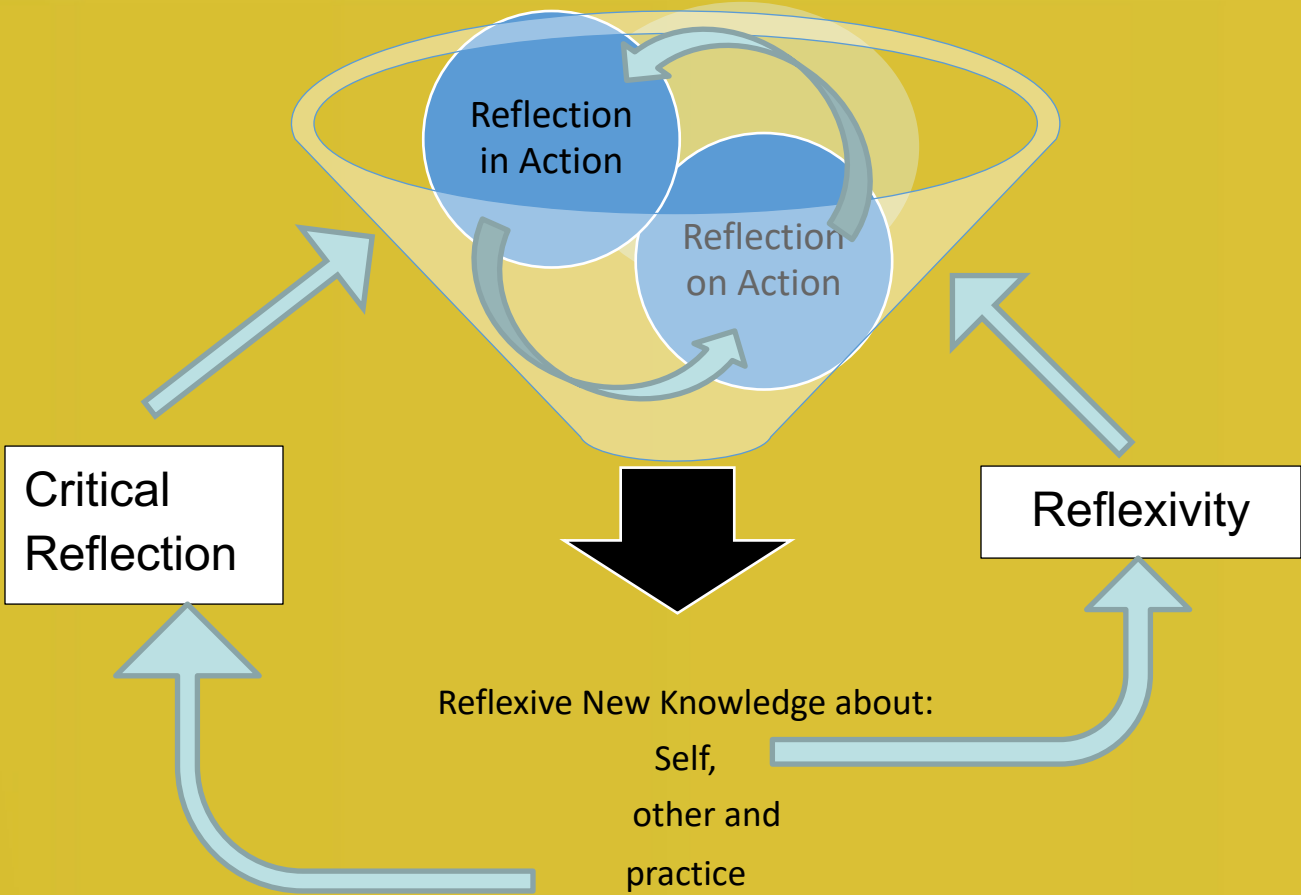 Reflection
in Action
Reflection
on Action
Critical
Reflection
Reflexivity
Reflexive New Knowledge about:
Self,
other and
practice